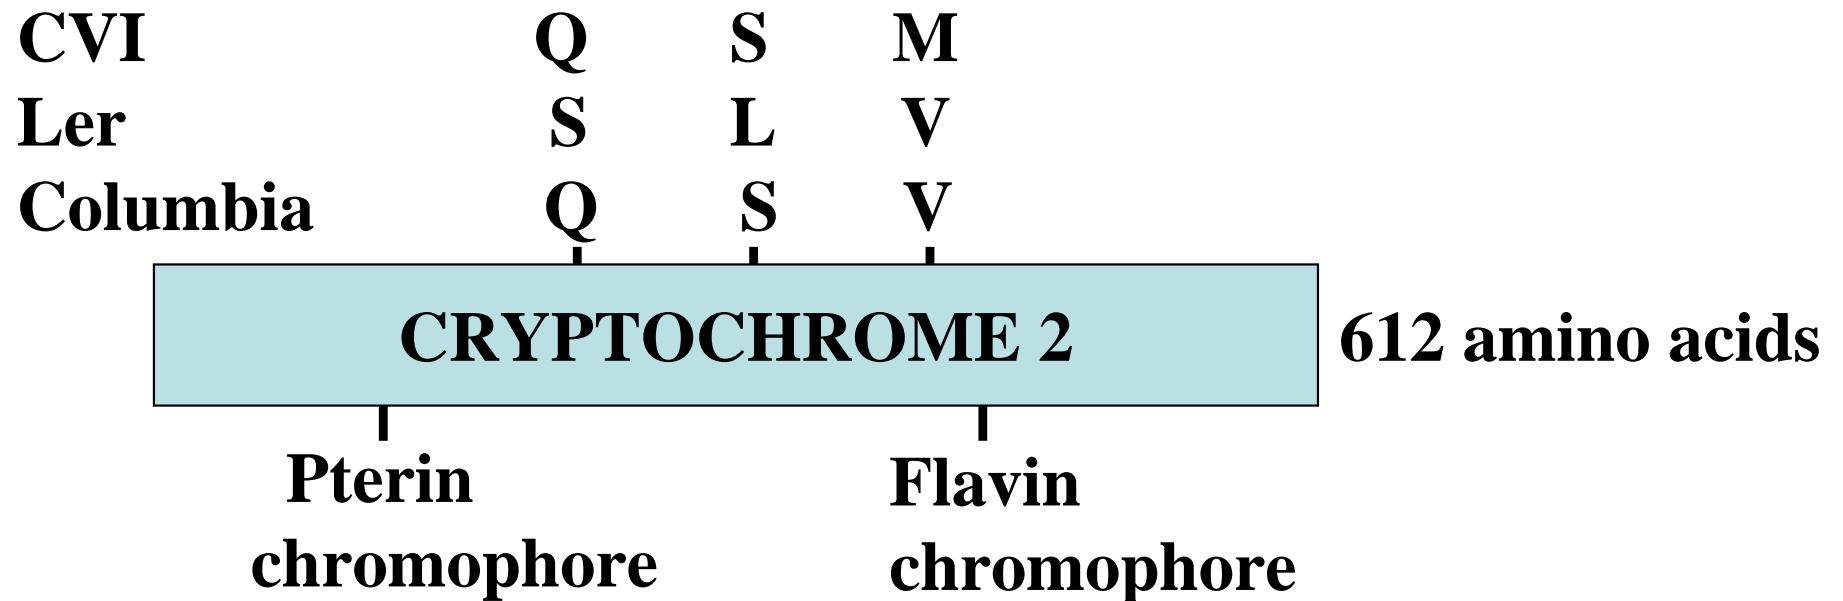 CVI Q S M
Ler S L V
Columbia Q S V
CRYPTOCHROME 2 612 amino acids
Pterin Flavin
chromophore chromophore